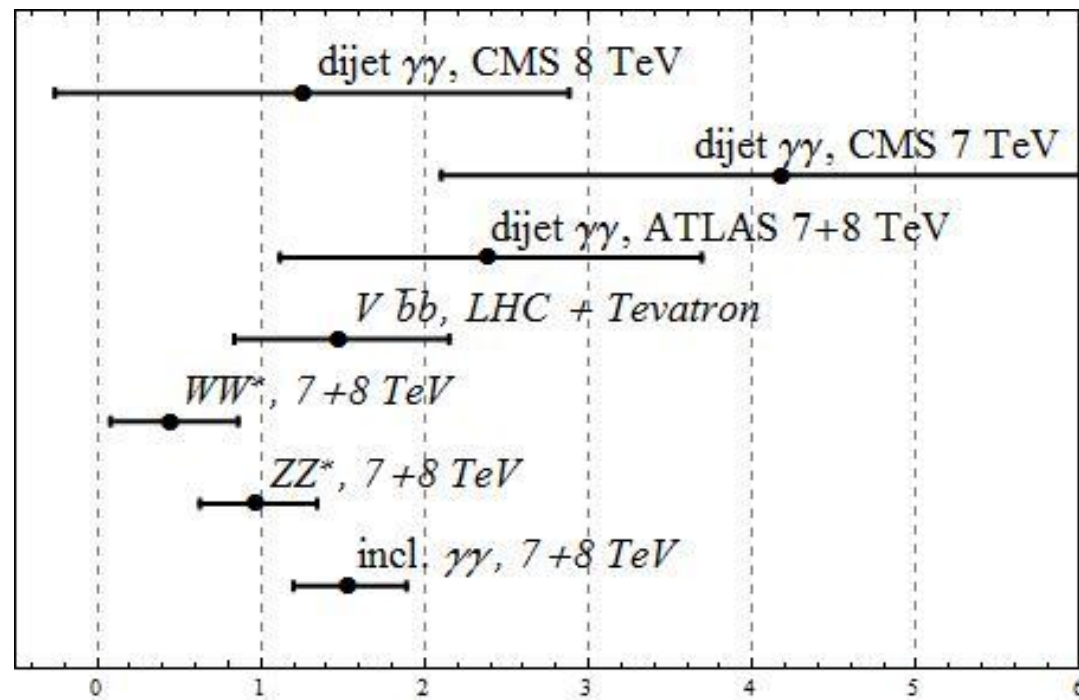 dijet γγ, CMS 8 TeV
dijet γγ, CMS 7 TeV
dijet γγ, ATLAS 7+8 TeV
V b̄b, LHC + Tevatron
WW*, 7+8 TeV
ZZ*, 7+8 TeV
incl. γγ, 7+8 TeV
0 1 2 3 4 5 6